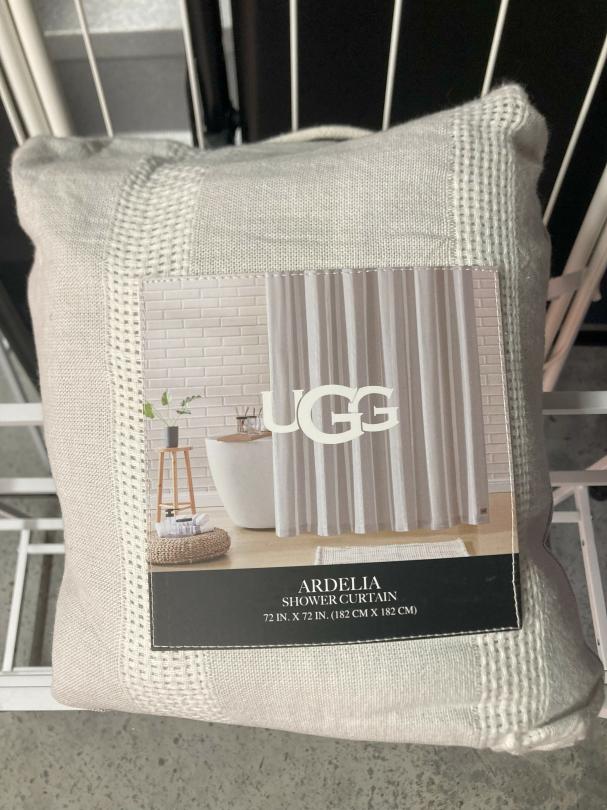 UGG
ARDELIA
SHOWER CURTAIN
72 IN. X 72 IN. (182 CM X 182 CM)